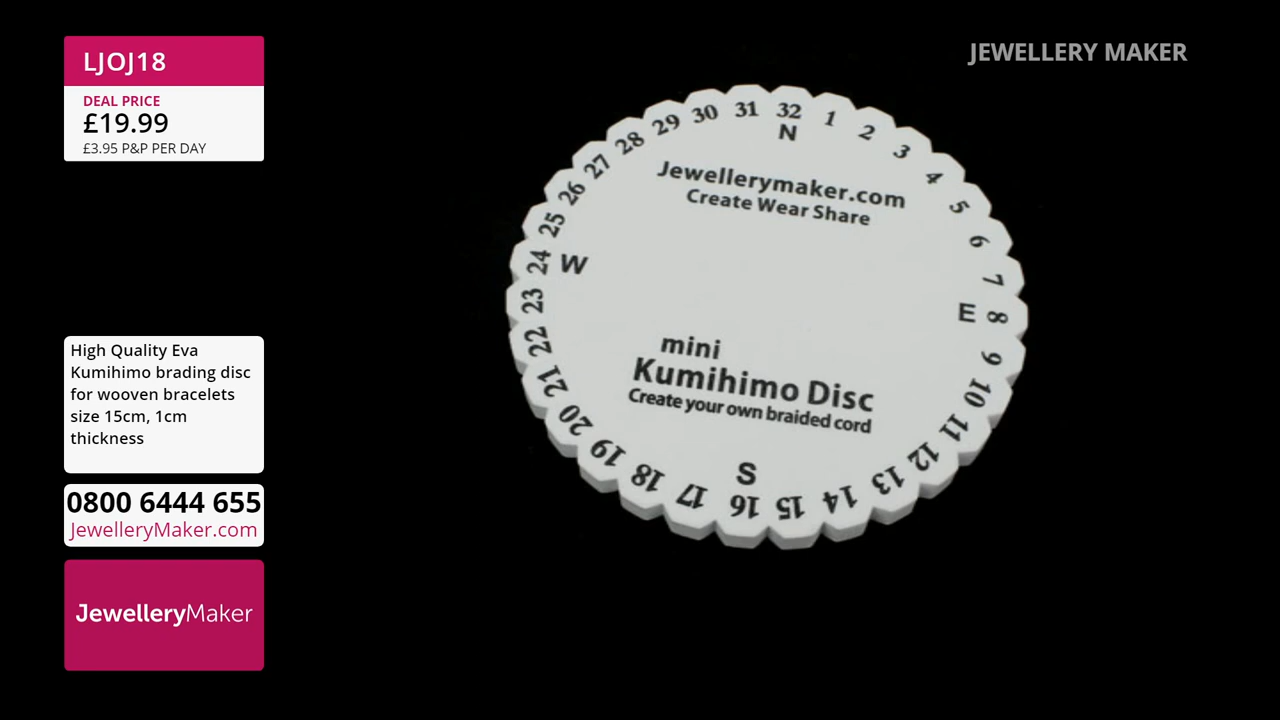 LJOJ18
DEAL PRICE
£19.99
£3.95 P&P PER DAY
High Quality Eva
Kumihimo brading disc
for wooven bracelets
size 15cm, 1cm
thickness
0800 6444 655
JewelleryMaker.com
JewelleryMaker
JEWELLERY MAKER
32 1 2 3 4 5 6 7 8 9 10 11 12 13 14 15 16 17 18 19 20 21 22 23 24 25 26 27 28 29 30 31
N
E
S
W
Jewellerymaker.com
Create Wear Share
mini
Kumihimo Disc
Create your own braided cord